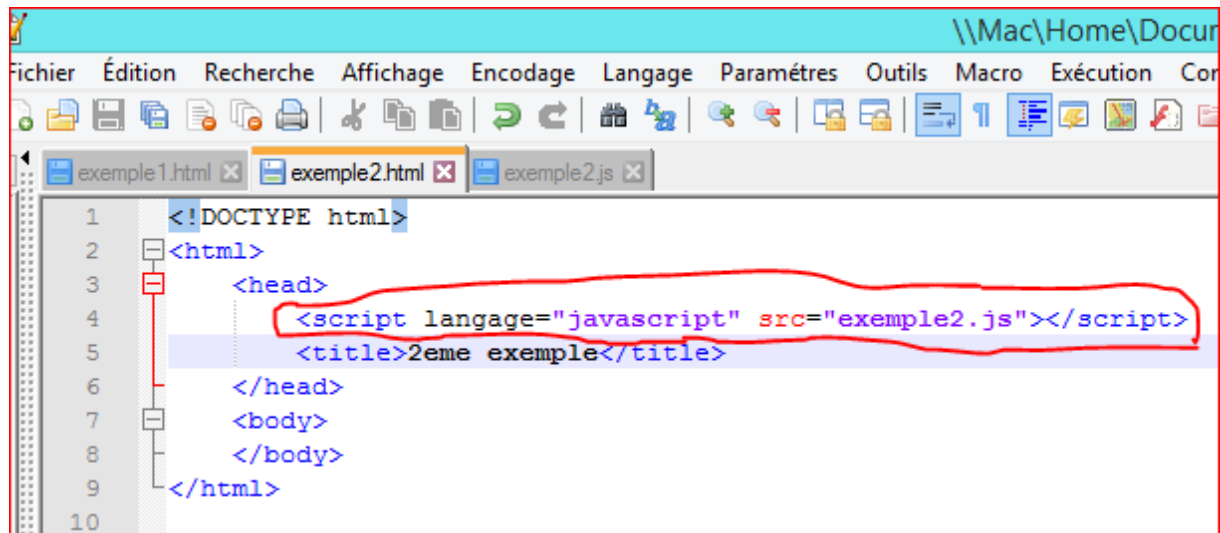 \\Mac\Home\Docur
Fichier Édition Recherche Affichage Encodage Langage Paramètres Outils Macro Exécution Cor
exemple1.html exemple2.html exemple2.js
1 <!DOCTYPE html>
2 <html>
3 <head>
4 <script langage="javascript" src="exemple2.js"></script>
5 <title>2eme exemple</title>
6 </head>
7 <body>
8 </body>
9 </html>
10